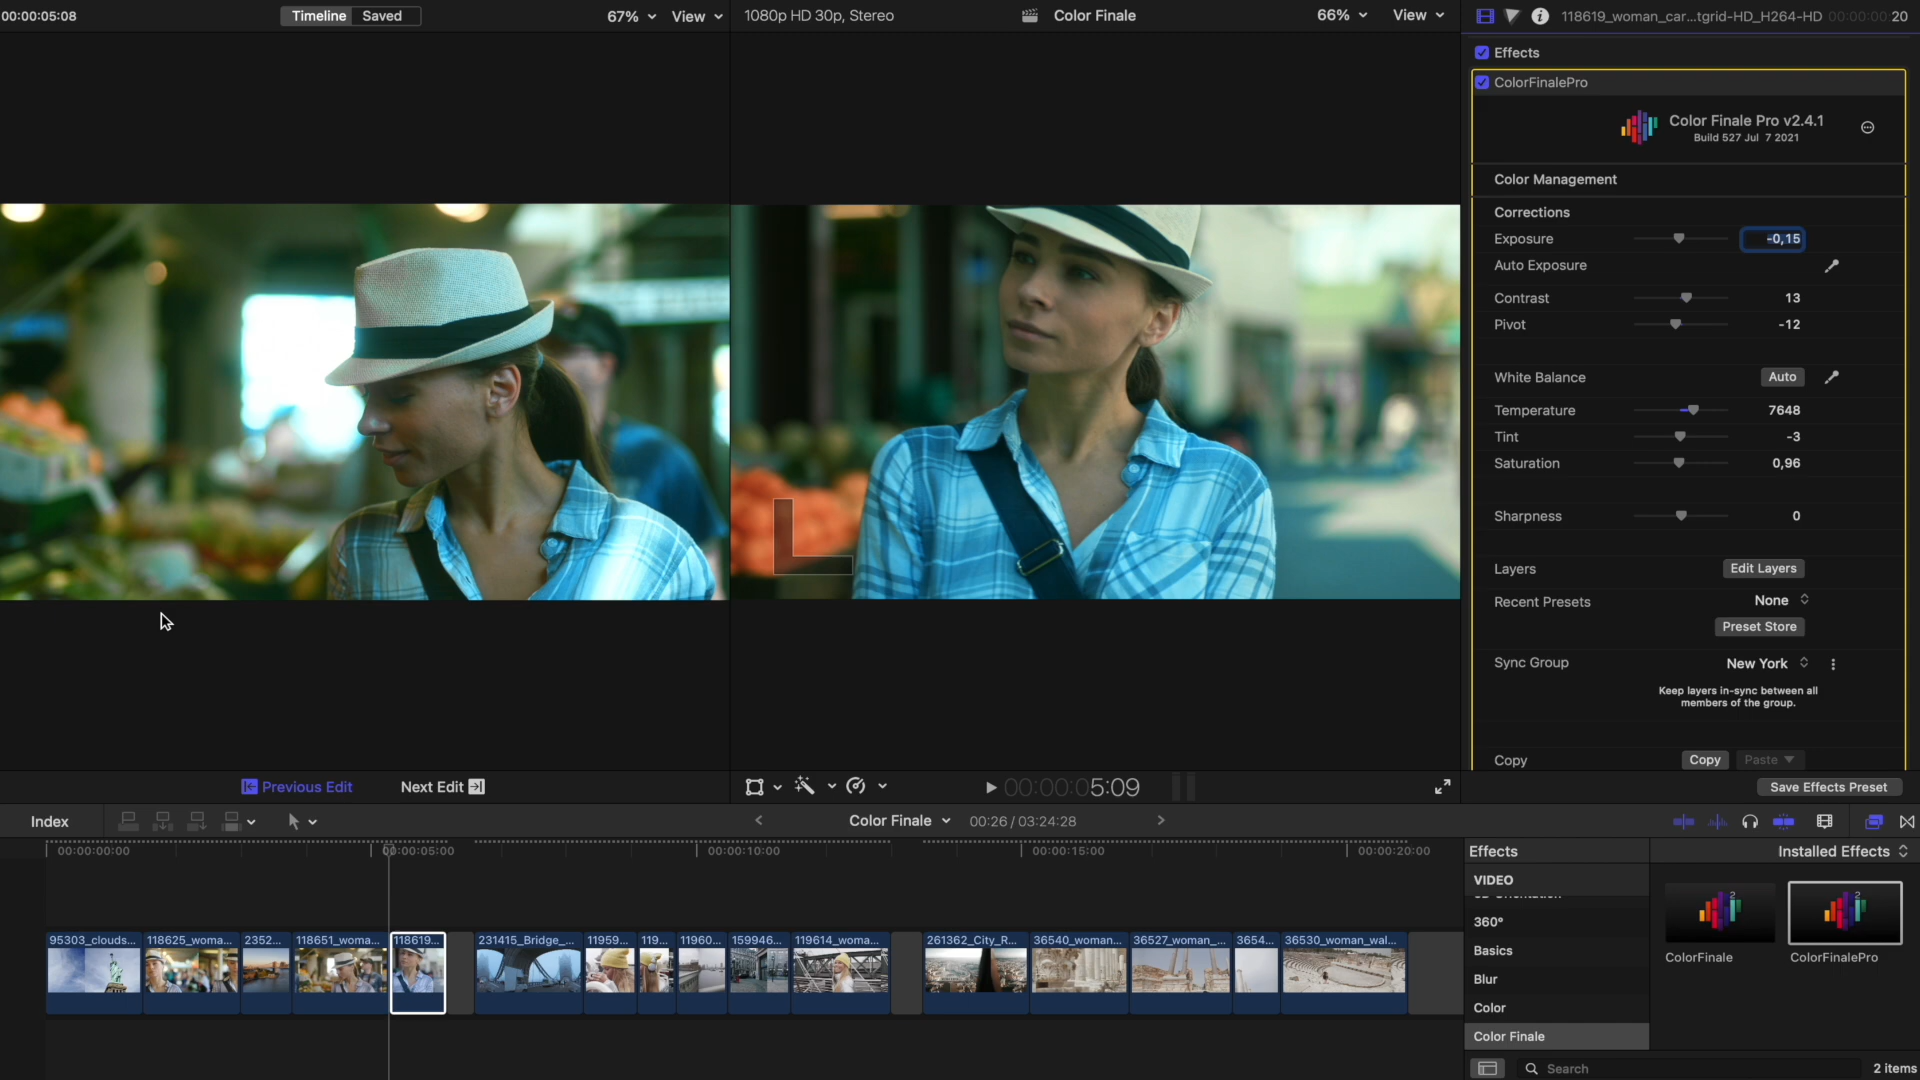 00:00:05:08
Timeline Saved
67% View
1080p HD 30p, Stereo
Color Finale
66% View
118619_woman_car...tgrid-HD_H264-HD 00:00:00:20
Effects
ColorFinalePro
Color Finale Pro v2.4.1
Build 527 Jul 7 2021
Color Management
Corrections
Exposure -0,15
Auto Exposure
Contrast 13
Pivot -12
White Balance Auto
Temperature 7648
Tint -3
Saturation 0,96
Sharpness 0
Layers Edit Layers
Recent Presets None
Preset Store
Sync Group New York
Keep layers in-sync between all
members of the group.
Copy Copy Paste
Previous Edit Next Edit
00:00:05:09
Save Effects Preset
Index
Color Finale 00:26 / 03:24:28
00:00:00:00 00:00:05:00 00:00:10:00 00:00:15:00 00:00:20:00
Effects Installed Effects
VIDEO
360°
Basics
Blur
Color
Color Finale
2 2
ColorFinale ColorFinalePro
95303_clouds... 118625_woma... 2352... 118651_woma... 118619... 231415_Bridge_... 11959... 119... 11960... 159946... 119614_woma... 261362_City_R... 36540_woman... 36527_woman_... 3654... 36530_woman_wal...
Search 2 items